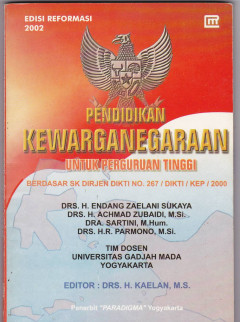 EDISI REFORMASI
2002
PENDIDIKAN
KEWARGANEGARAAN
UNTUK PERGURUAN TINGGI
BERDASAR SK DIRJEN DIKTI NO. 267 / DIKTI / KEP / 2000
DRS. H. ENDANG ZAELANI SUKAYA
DRS. H. ACHMAD ZUBAIDI, M.Si.
DRA. SARTINI, M.Hum.
DRS. H.R. PARMONO, M.Si.
TIM DOSEN
UNIVERSITAS GADJAH MADA
YOGYAKARTA
EDITOR : DRS. H. KAELAN, M.S.
Penerbit "PARADIGMA" Yogyakarta